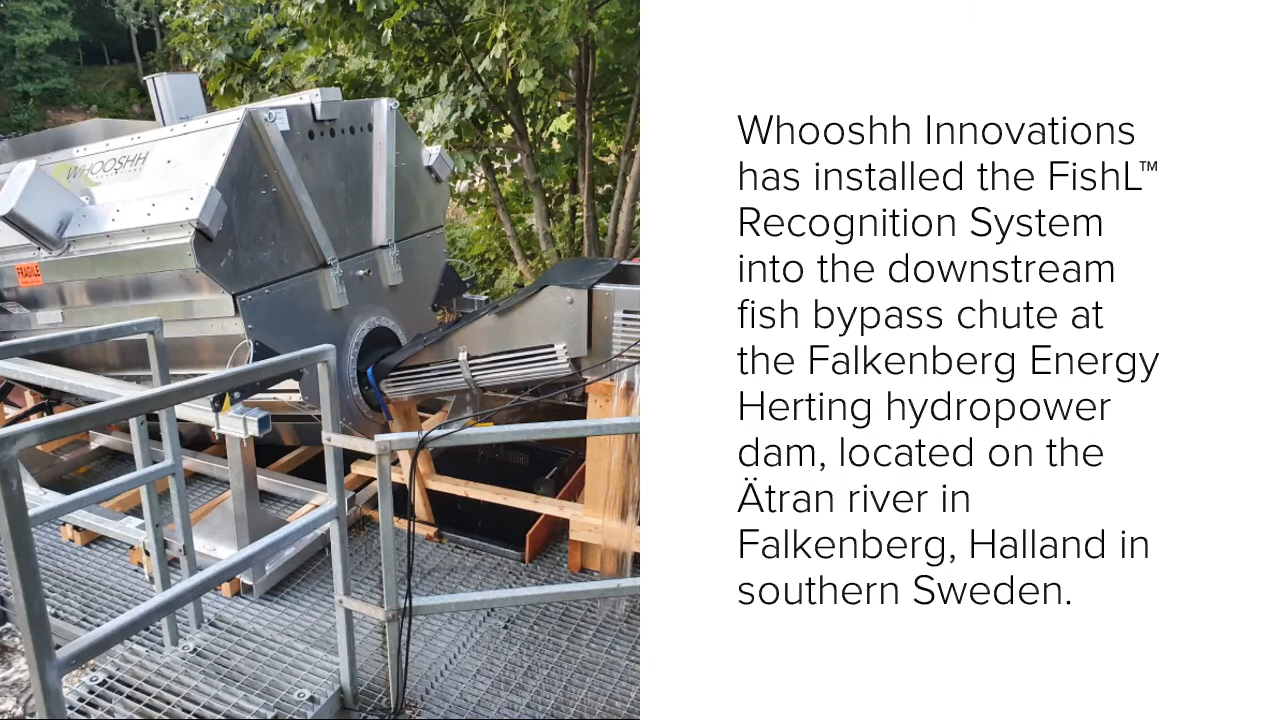 WHOOSHH
FRAGILE
Whooshh Innovations
has installed the FishL™
Recognition System
into the downstream
fish bypass chute at
the Falkenberg Energy
Herting hydropower
dam, located on the
Ätran river in
Falkenberg, Halland in
southern Sweden.